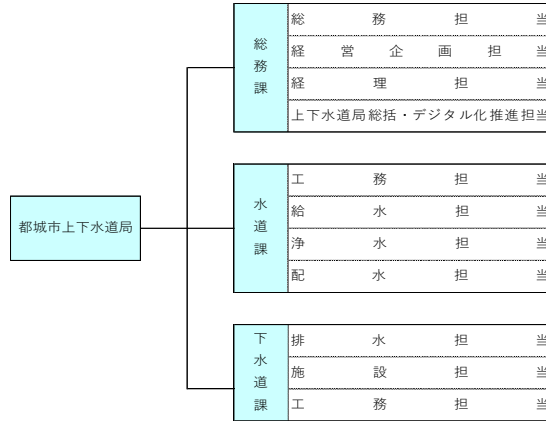 都城市上下水道局
総務課
総務担当
経営企画担当
経理担当
上下水道局総括・デジタル化推進担当
水道課
工務担当
給水担当
浄水担当
配水担当
下水道課
排水担当
施設担当
工務担当